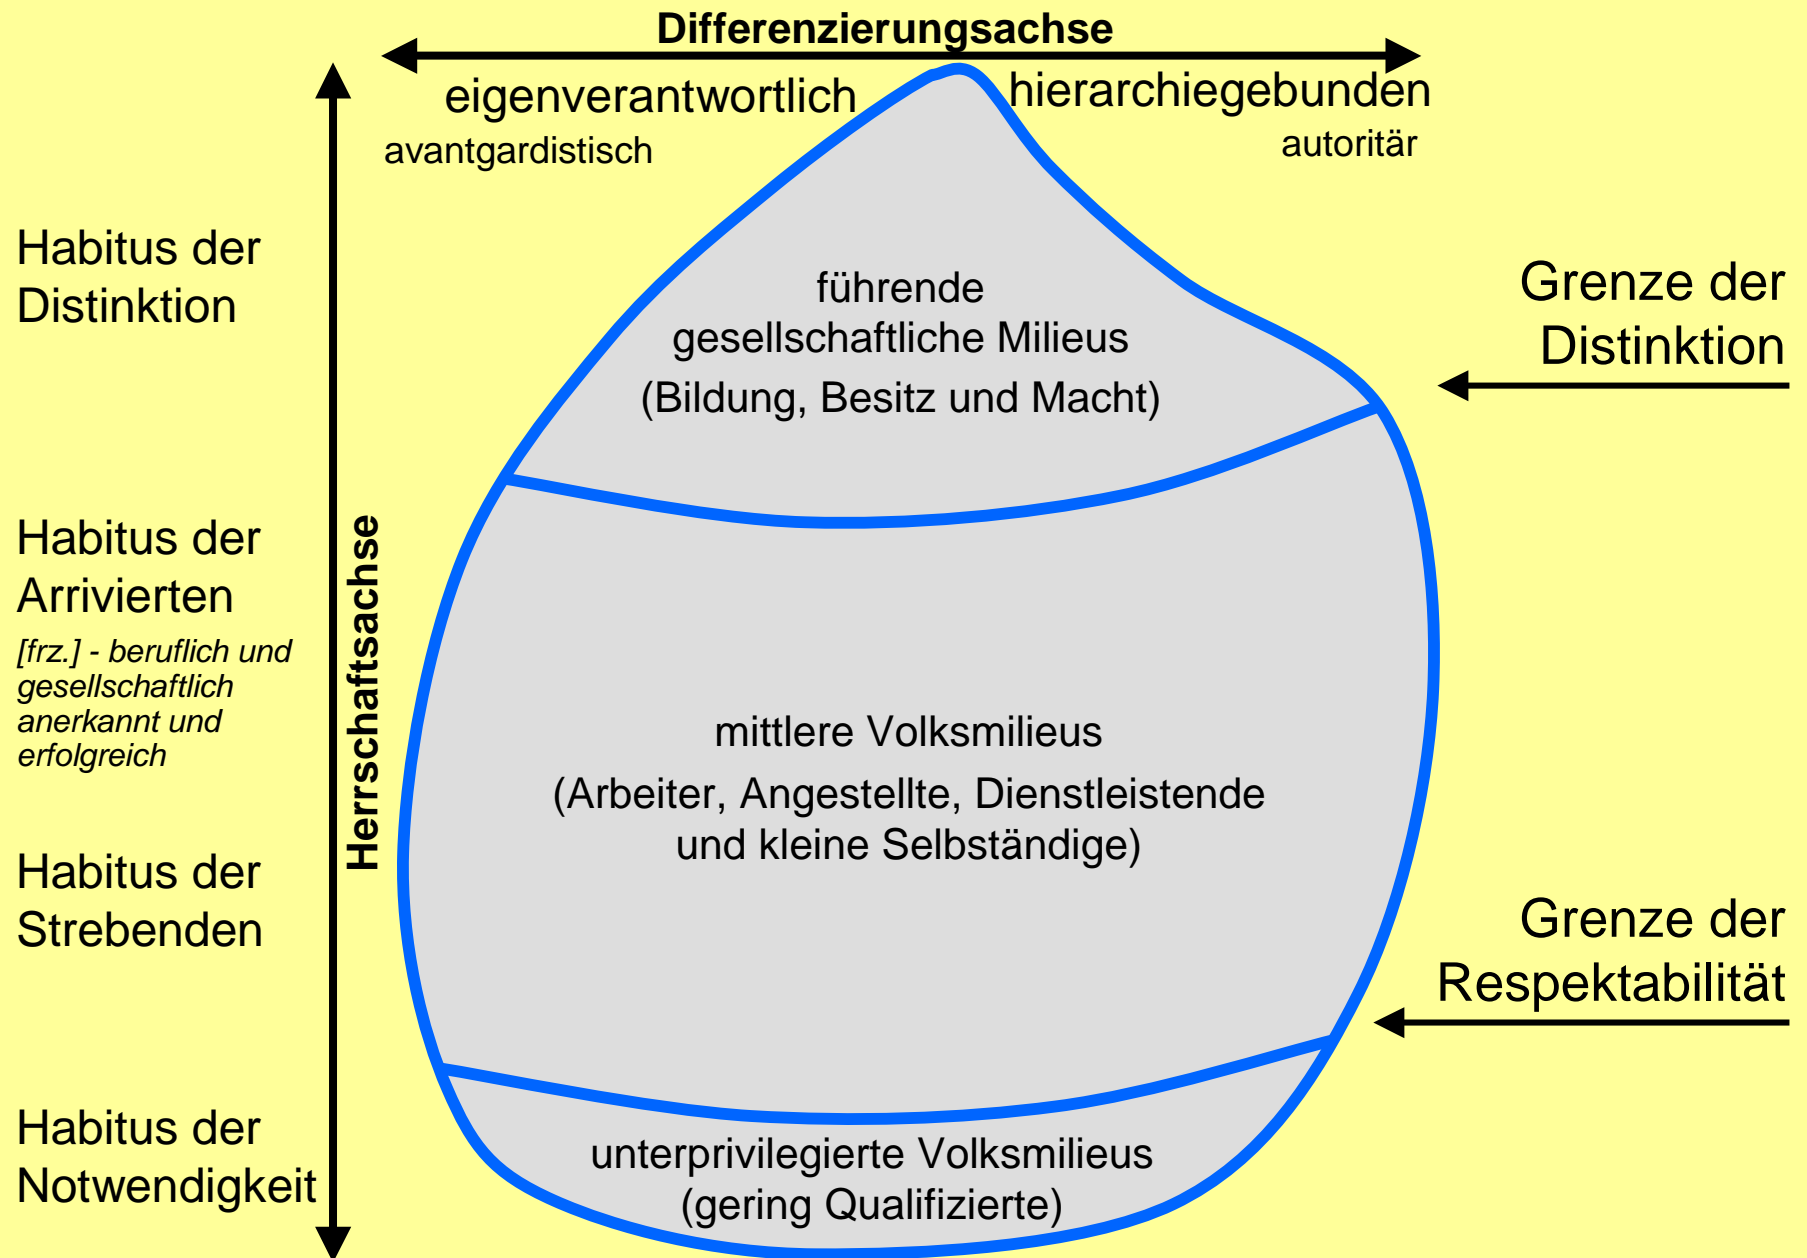 Differenzierungsachse
eigenverantwortlich
hierarchiegebunden
avantgardistisch
autoritär
Habitus der
Distinktion
Habitus der
Arrivierten
[frz.] - beruflich und
gesellschaftlich
anerkannt und
erfolgreich
Habitus der
Strebenden
Habitus der
Notwendigkeit
Herrschaftsachse
führende
gesellschaftliche Milieus
(Bildung, Besitz und Macht)
mittlere Volksmilieus
(Arbeiter, Angestellte, Dienstleistende
und kleine Selbständige)
unterprivilegierte Volksmilieus
(gering Qualifizierte)
Grenze der
Distinktion
Grenze der
Respektabilität